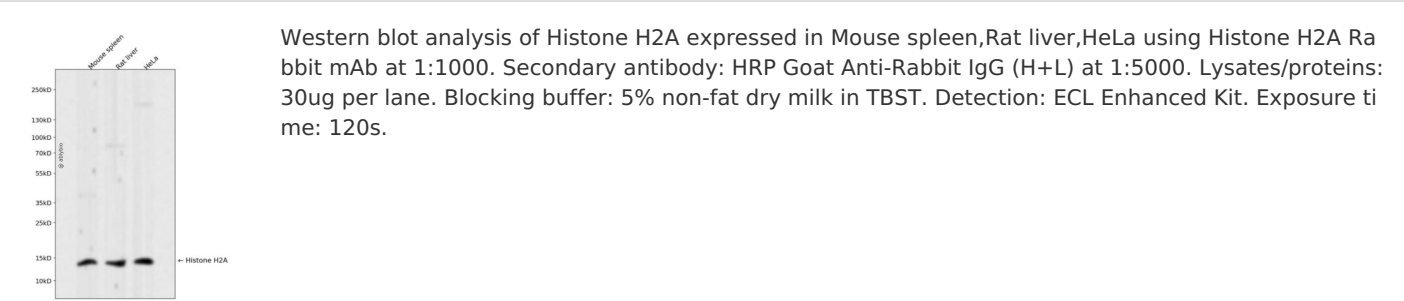 Mouse spleen
Rat liver
HeLa
250kD
130kD
100kD
70kD
55kD
35kD
25kD
15kD
10kD
@ abybio
← Histone H2A
Western blot analysis of Histone H2A expressed in Mouse spleen,Rat liver,HeLa using Histone H2A Ra
bbit mAb at 1:1000. Secondary antibody: HRP Goat Anti-Rabbit IgG (H+L) at 1:5000. Lysates/proteins:
30ug per lane. Blocking buffer: 5% non-fat dry milk in TBST. Detection: ECL Enhanced Kit. Exposure ti
me: 120s.